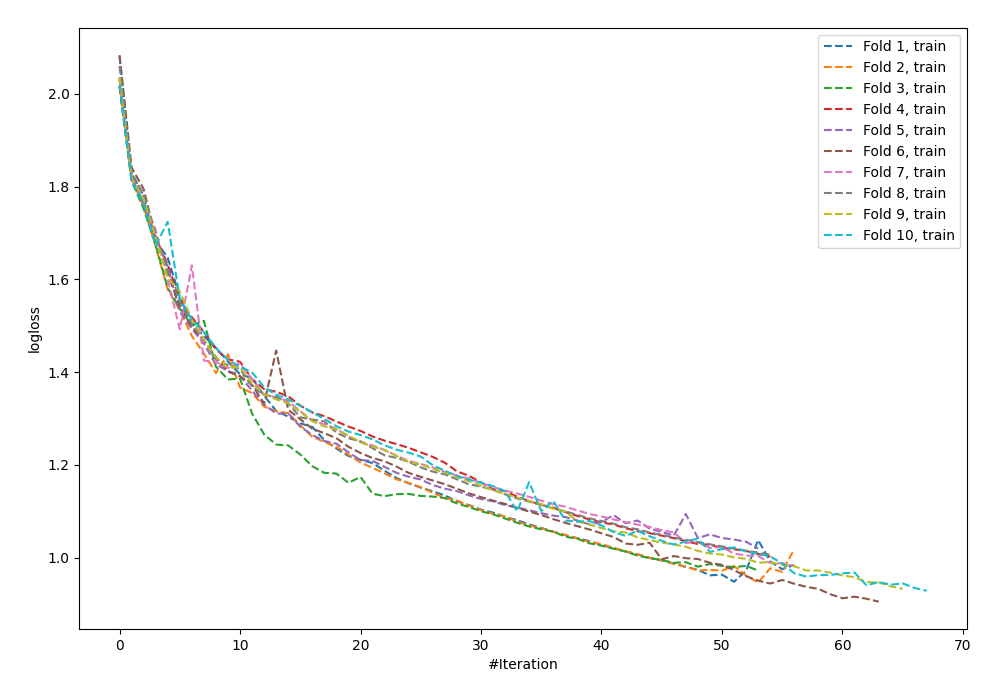 2.0
1.8
1.6
1.4
1.2
1.0
logloss
0
10
20
30
40
50
60
70
#Iteration
Fold 1, train
Fold 2, train
Fold 3, train
Fold 4, train
Fold 5, train
Fold 6, train
Fold 7, train
Fold 8, train
Fold 9, train
Fold 10, train